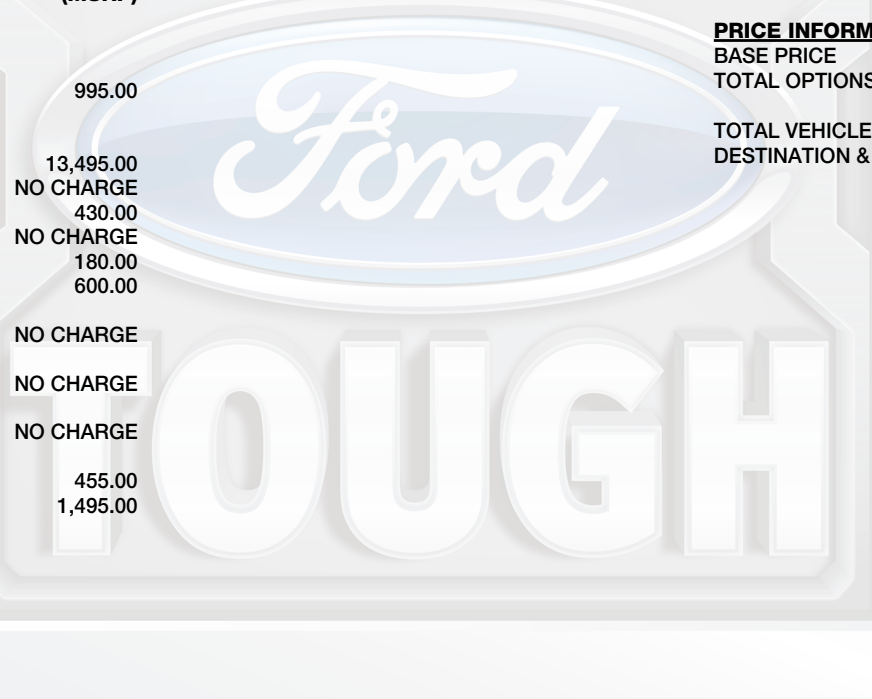 995.00
13,495.00
NO CHARGE
430.00
NO CHARGE
180.00
600.00
NO CHARGE
NO CHARGE
NO CHARGE
455.00
1,495.00
PRICE INFORM
BASE PRICE
TOTAL OPTIONS
TOTAL VEHICLE
DESTINATION &
Ford
TOUGH